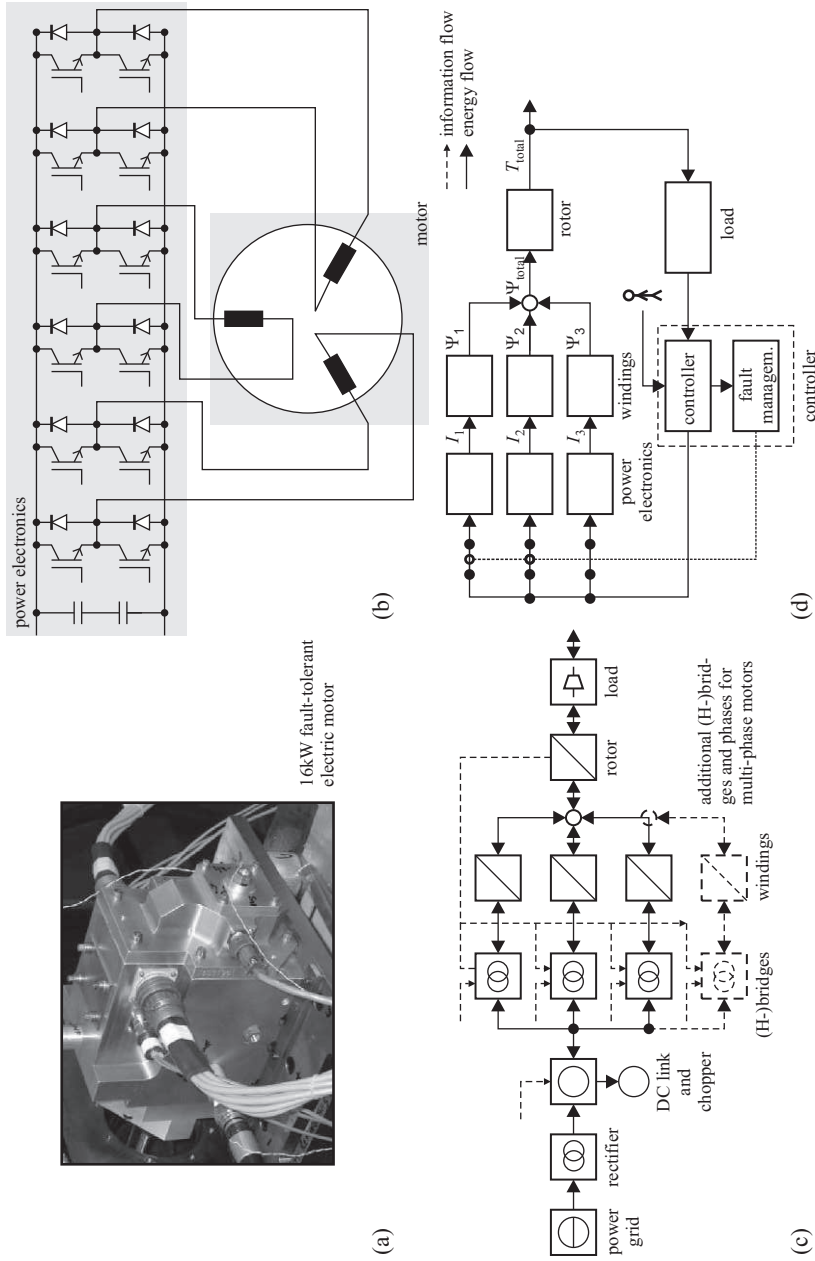 (a)
16kW fault-tolerant
electric motor
power electronics
motor
(b)
power
grid
rectifier
DC link
and
chopper
(H-)bridges
windings
rotor
load
additional (H-)brid-
ges and phases for
multi-phase motors
(c)
information flow
energy flow
I1
I2
I3
Ψ1
Ψ2
Ψ3
Ψtotal
Ttotal
power
electronics
windings
rotor
load
controller
fault
managem.
controller
(d)